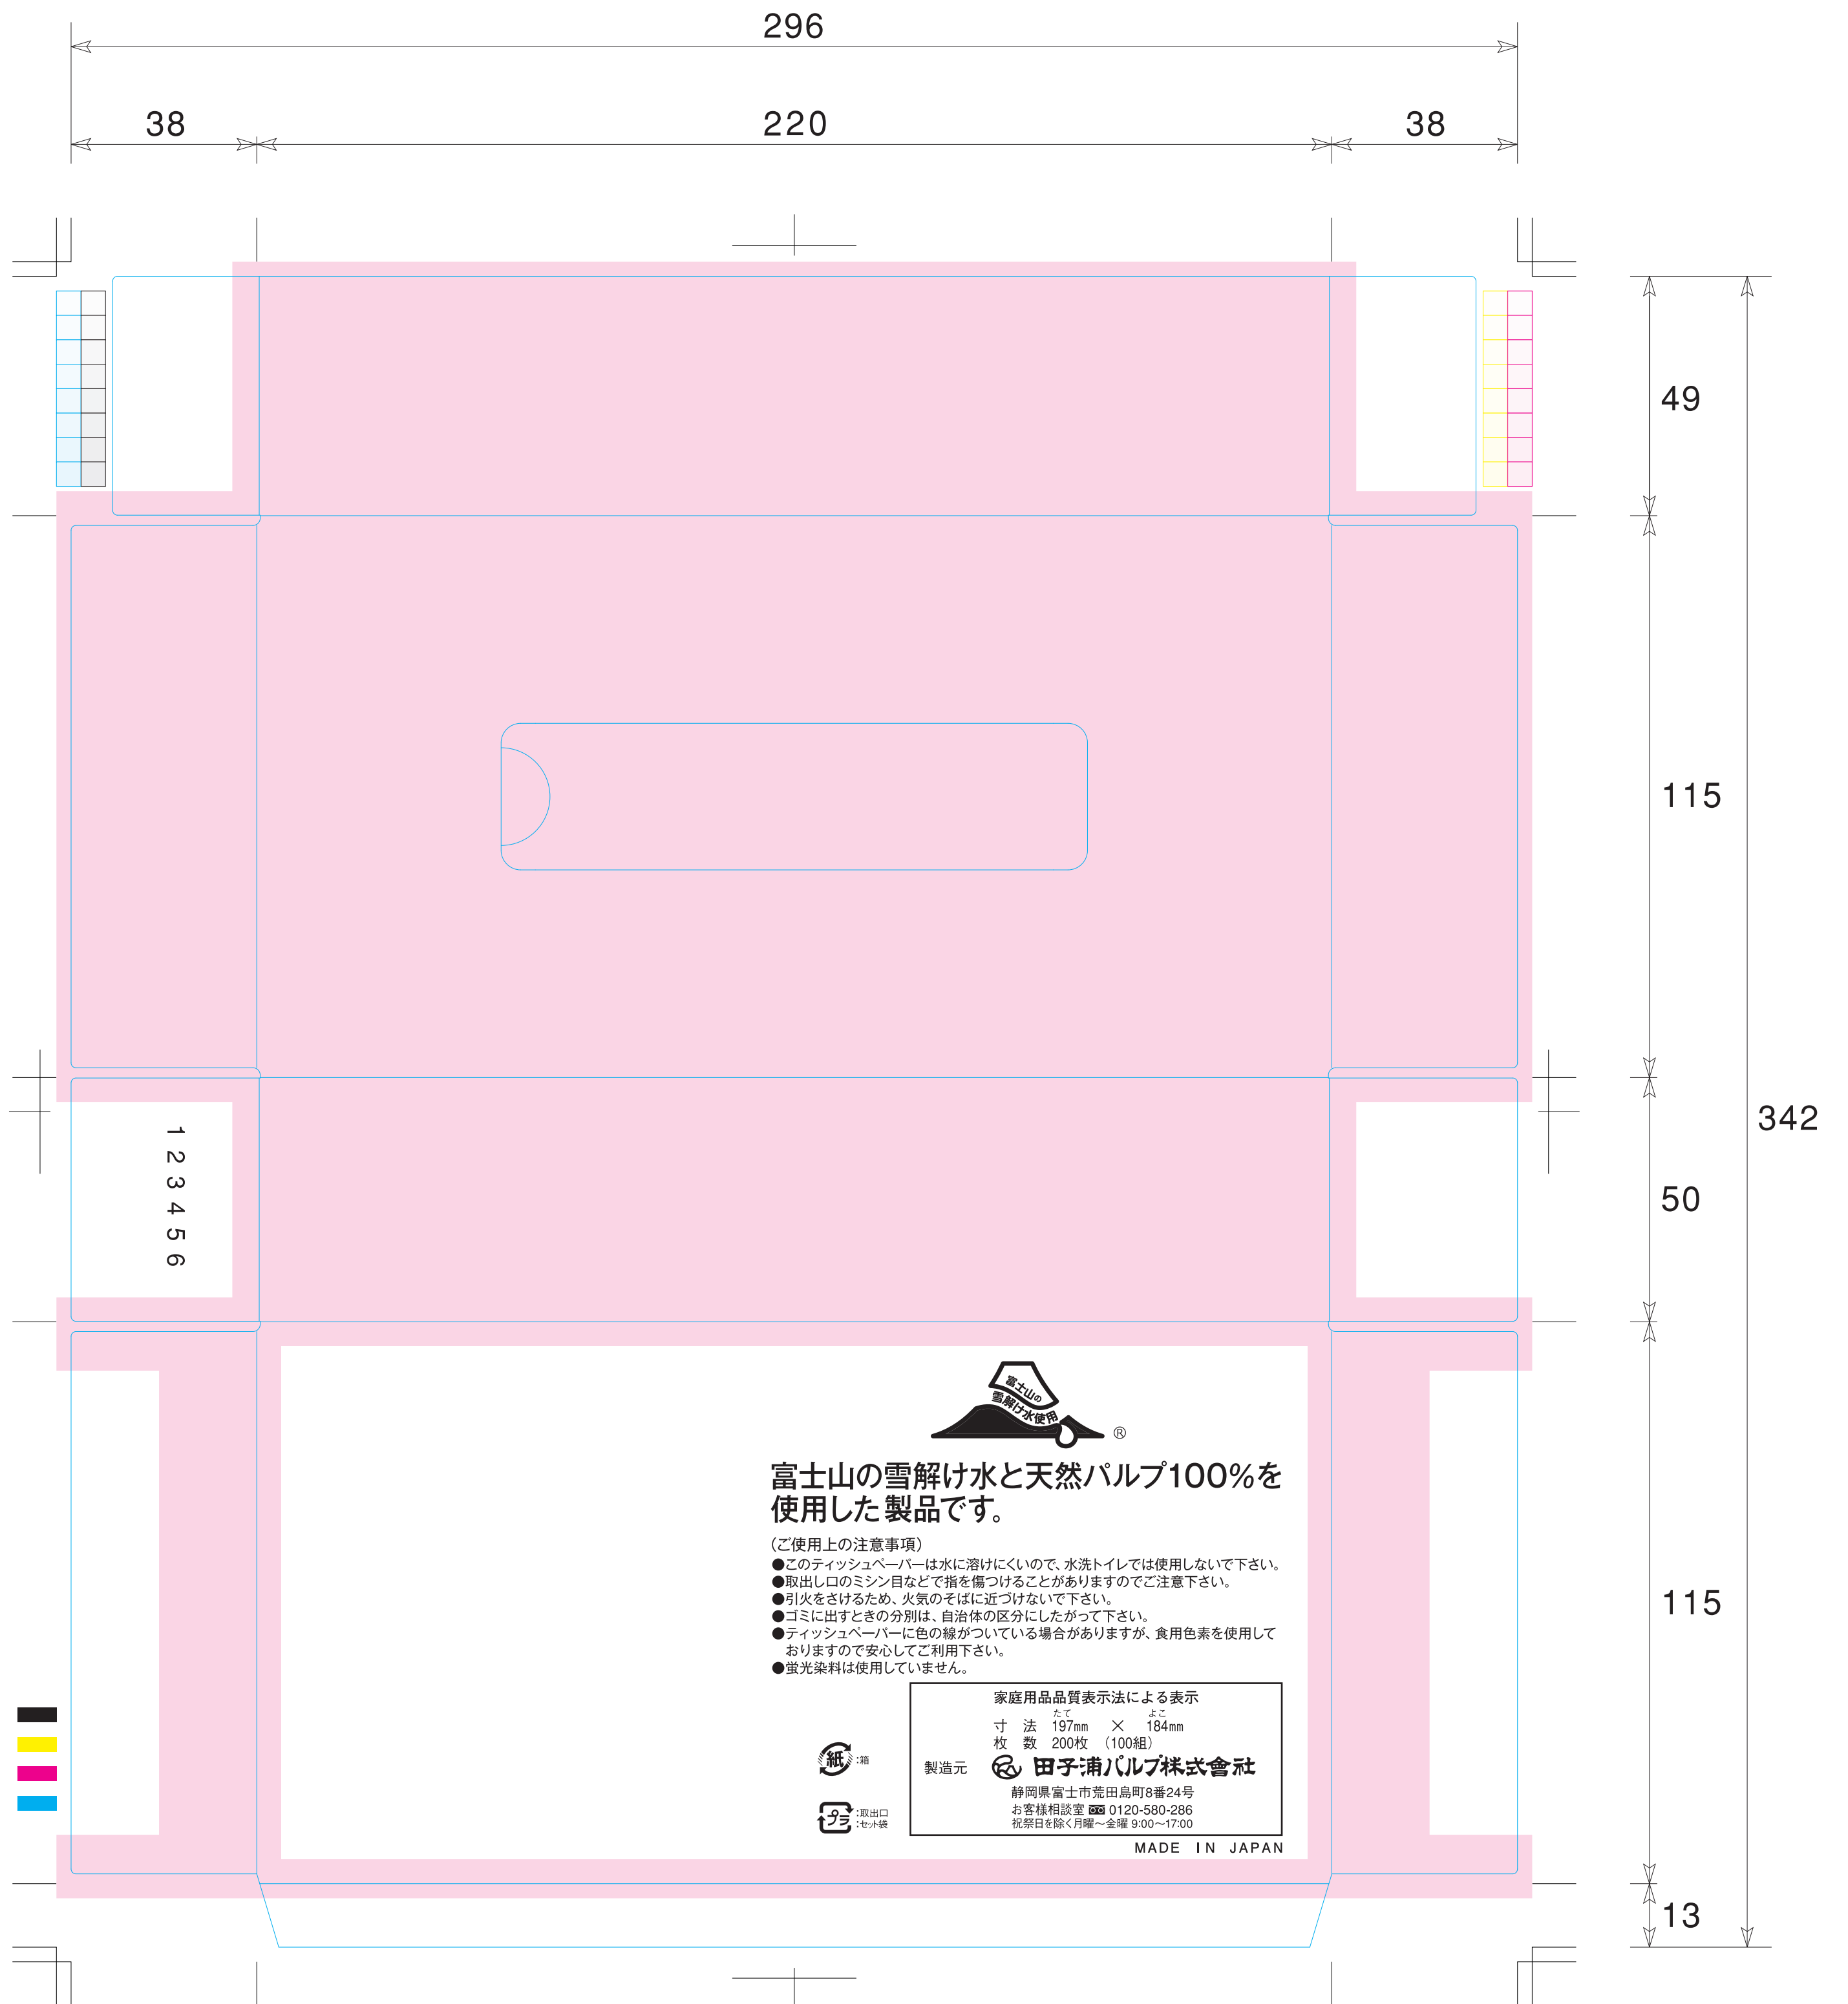 296
38
220
38
49
115
50
342
123456
富士山の
雪解け水使用
®
富士山の雪解け水と天然パルプ100%を
使用した製品です。
(ご使用上の注意事項)
●このティッシュペーパーは水に溶けにくいので、水洗トイレでは使用しないで下さい。
●取出し口のミシン目などで指を傷つけることがありますのでご注意下さい。
●引火をさけるため、火気のそばに近づけないで下さい。
●ゴミに出すときの分別は、自治体の区分にしたがって下さい。
●ティッシュペーパーに色の線がついている場合がありますが、食用色素を使用して
おりますので安心してご利用下さい。
●蛍光染料は使用していません。
115
家庭用品品質表示法による表示
たて よこ
寸 法 197mm × 184mm
枚 数 200枚 (100組)
紙 :箱
製造元 田子浦パルプ株式會社
静岡県富士市荒田島町8番24号
プラ :取出口
:セット袋
お客様相談室 0120-580-286
祝祭日を除く月曜~金曜 9:00~17:00
MADE IN JAPAN
13